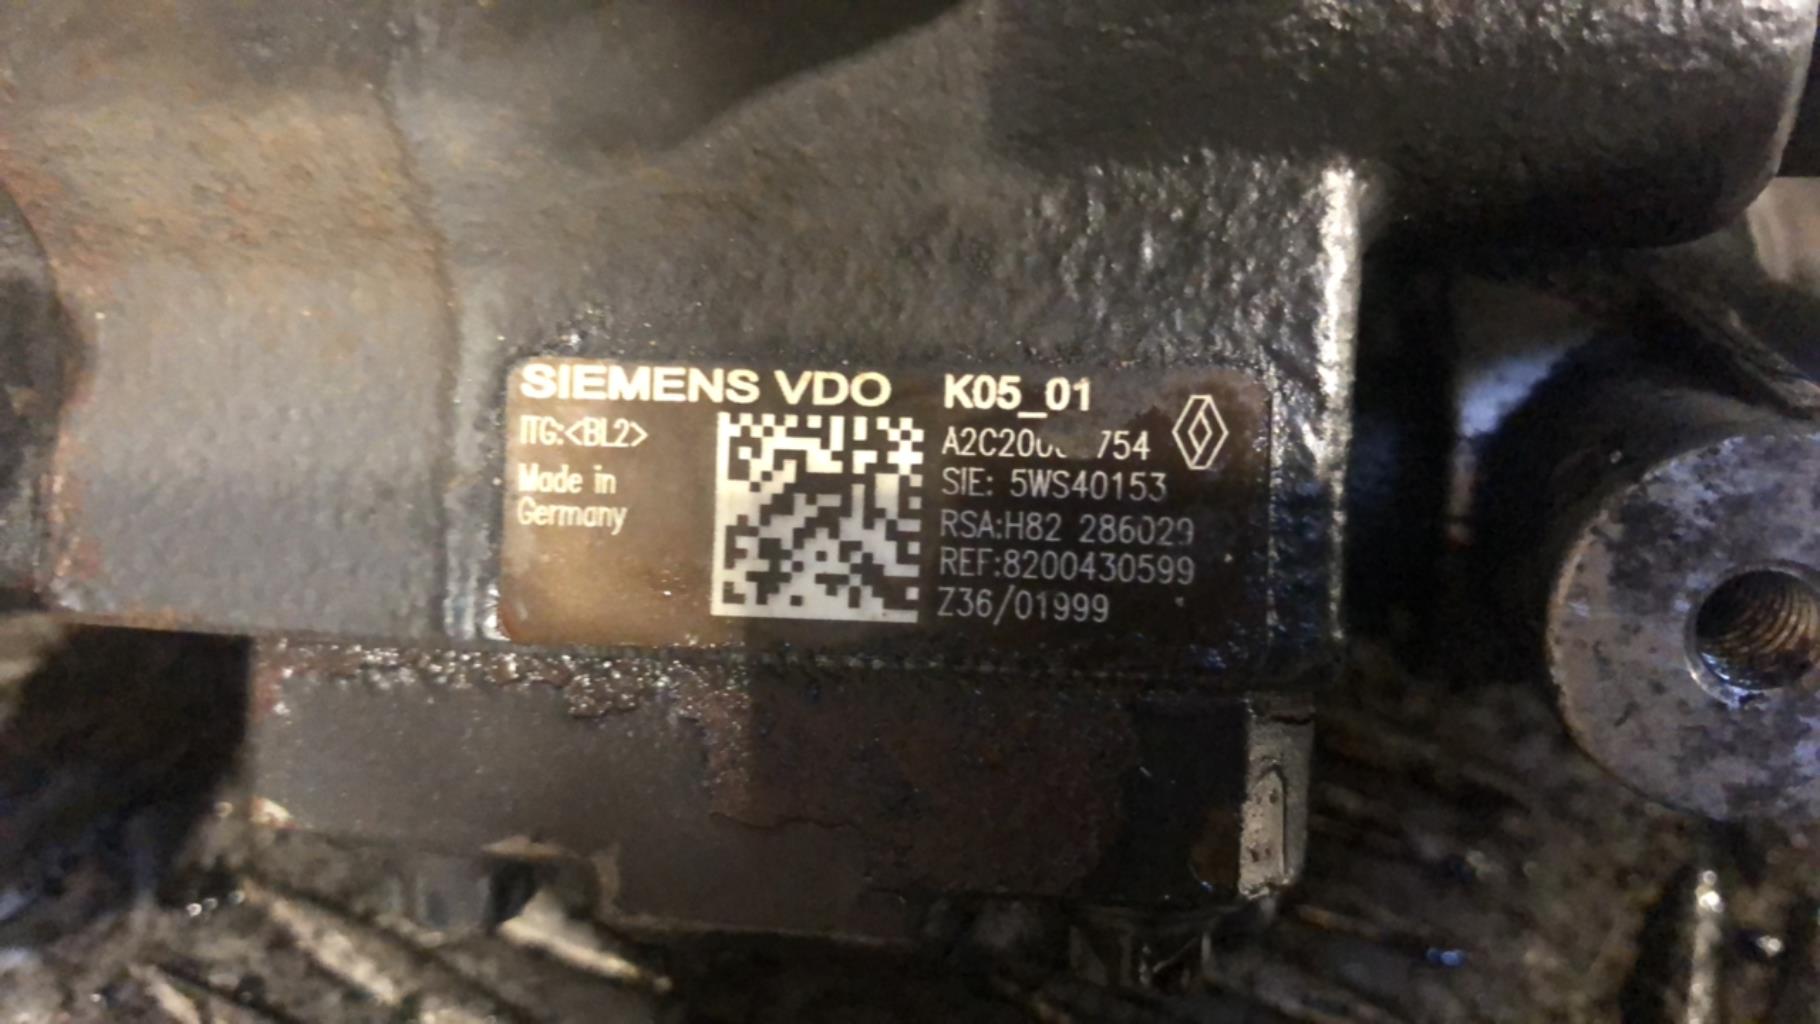 SIEMENS VDO K05_01
ITG:<BL2>
Made in
Germany
SIE: 5WS40153
RSA:H82 286029
REF:8200430599
Z36/01999